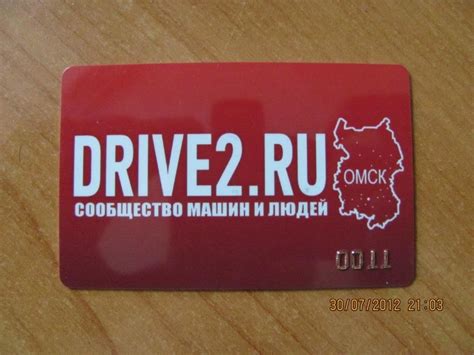 DRIVE2.RU
ОМСК
СООБЩЕСТВО МАШИН И ЛЮДЕЙ
0011
30/07/2012 21:03